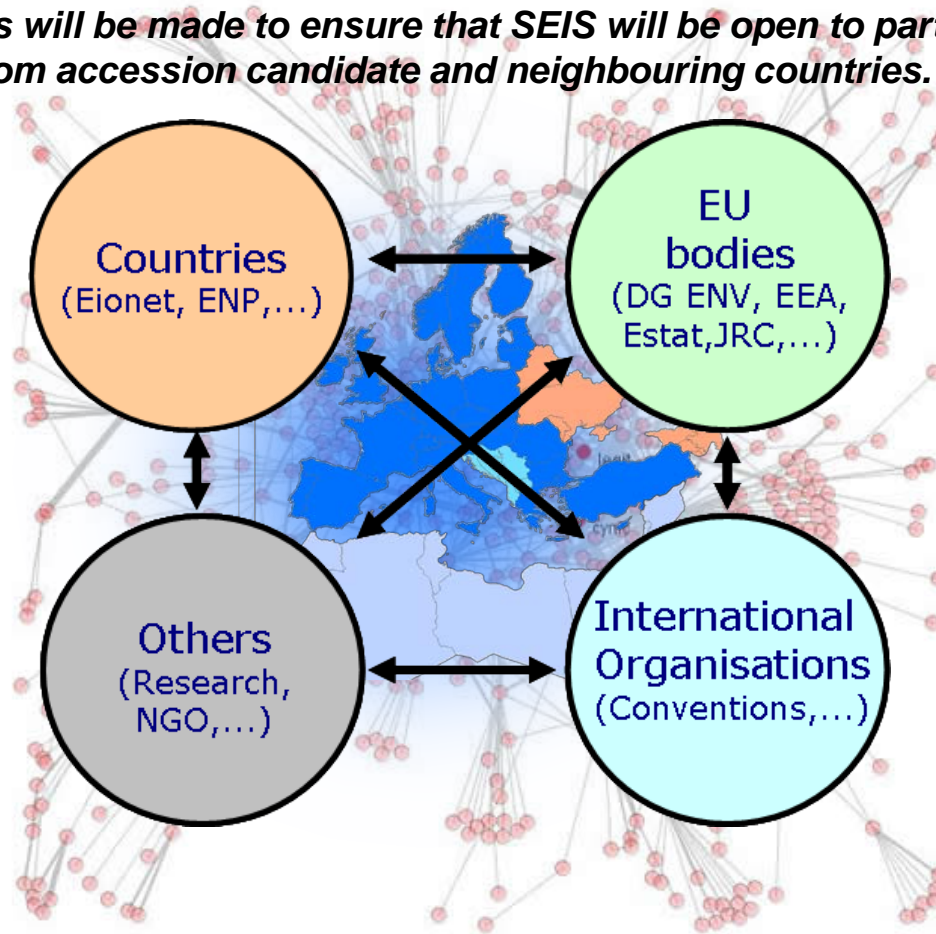 s will be made to ensure that SEIS will be open to part
om accession candidate and neighbouring countries.
Countries
(Eionet, ENP,...)
EU
bodies
(DG ENV, EEA,
Estat,JRC,...)
Others
(Research,
NGO,...)
International
Organisations
(Conventions,...)